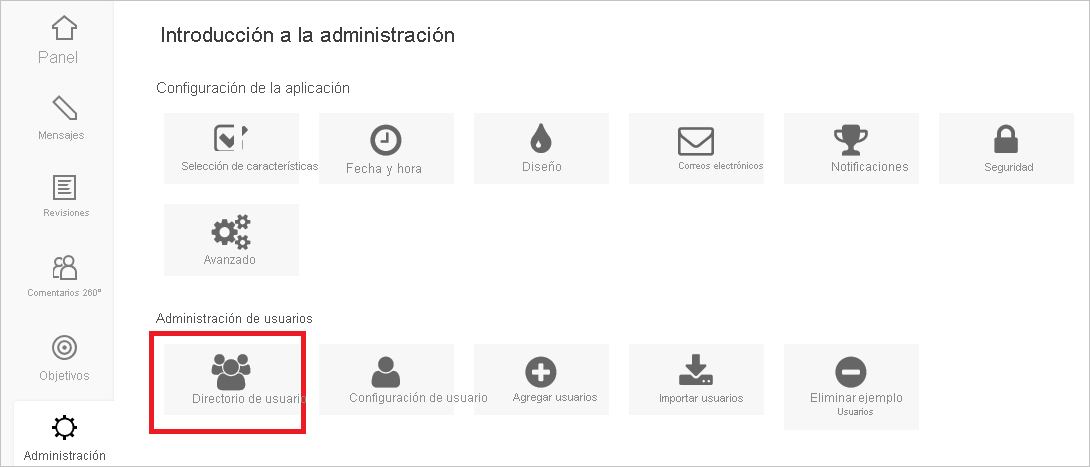 Panel
Mensajes
Revisiones
Comentarios 260°
Objetivos
Administración
Introducción a la administración
Configuración de la aplicación
Selección de características
Fecha y hora
Diseño
Correos electrónicos
Notificaciones
Seguridad
Avanzado
Administración de usuarios
Directorio de usuario
Configuración de usuario
Agregar usuarios
Importar usuarios
Eliminar ejemplo
Usuarios